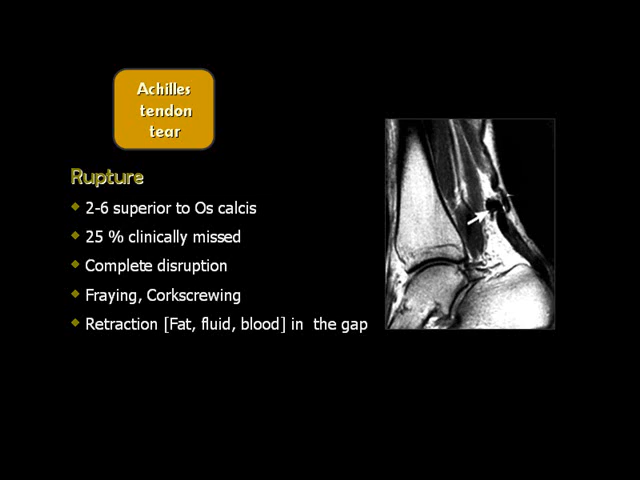 Achilles
tendon
tear
Rupture
2-6 superior to Os calcis
25 % clinically missed
Complete disruption
Fraying, Corkscrewing
Retraction [Fat, fluid, blood] in the gap